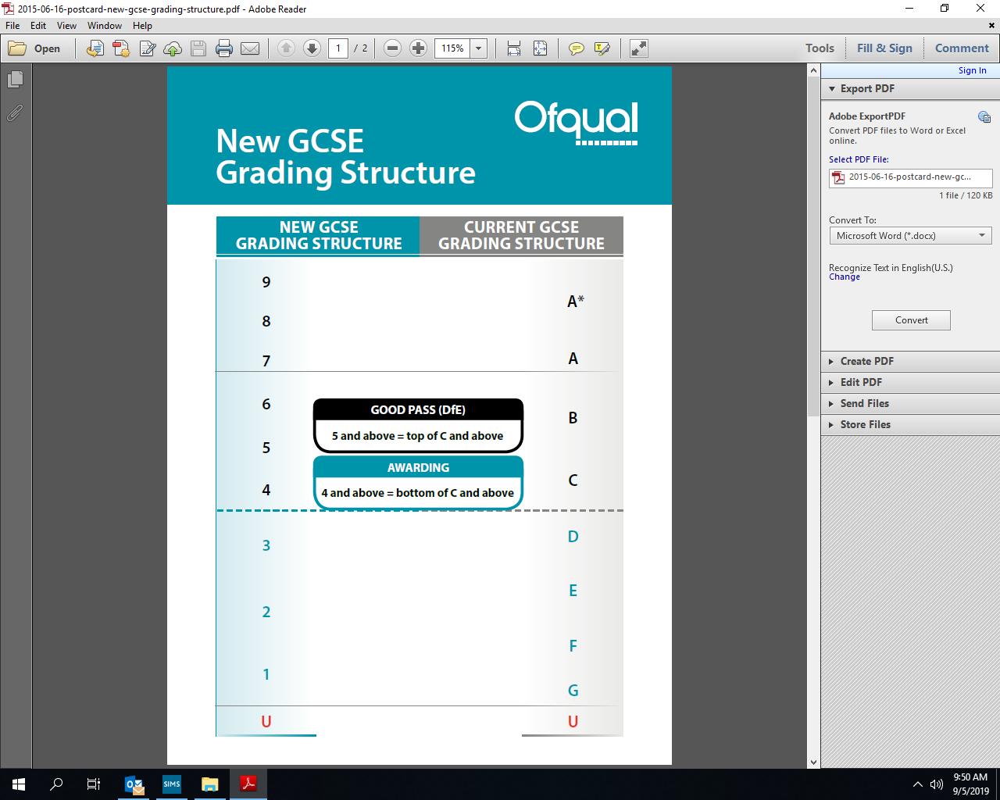 2015-06-16-postcard-new-gcse-grading-structure.pdf - Adobe Reader
File Edit View Window Help
Open 1 / 2 115% Tools Fill & Sign Comment
Sign In
Export PDF
Adobe ExportPDF
Convert PDF files to Word or Excel
online.
Select PDF File:
2015-06-16-postcard-new-gc...
1 file / 120 KB
Convert To:
Microsoft Word (*.docx)
Recognize Text in English(U.S.)
Change
Convert
Create PDF
Edit PDF
Send Files
Store Files
Ofqual
New GCSE
Grading Structure
NEW GCSE
GRADING STRUCTURE
CURRENT GCSE
GRADING STRUCTURE
9
A*
8
7 A
6
GOOD PASS (DfE)
B
5 and above = top of C and above
5
AWARDING
C
4
4 and above = bottom of C and above
D
3
E
2
F
1
G
U U
SIMS
9:50 AM
9/5/2019